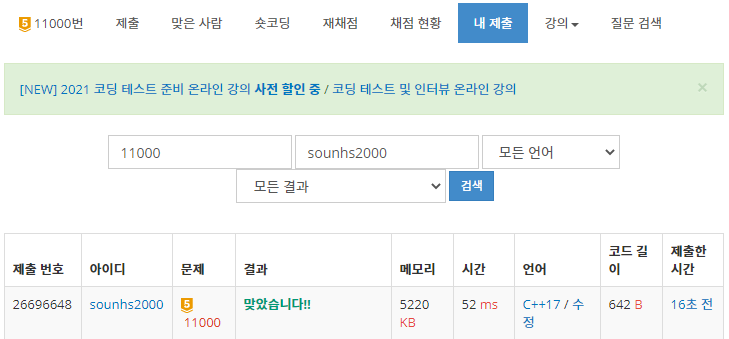 5 11000번 제출 맞은 사람 숏코딩 재채점 채점 현황 내 제출 강의 질문 검색
[NEW] 2021 코딩 테스트 준비 온라인 강의 사전 할인 중 / 코딩 테스트 및 인터뷰 온라인 강의 ×
11000 sounhs2000 모든 언어
모든 결과 검색
제출 번호 아이디 문제 결과 메모리 시간 언어 코드 길이 제출한 시간
26696648 sounhs2000 5 11000 맞았습니다!! 5220 KB 52 ms C++17 / 수정 642 B 16초 전